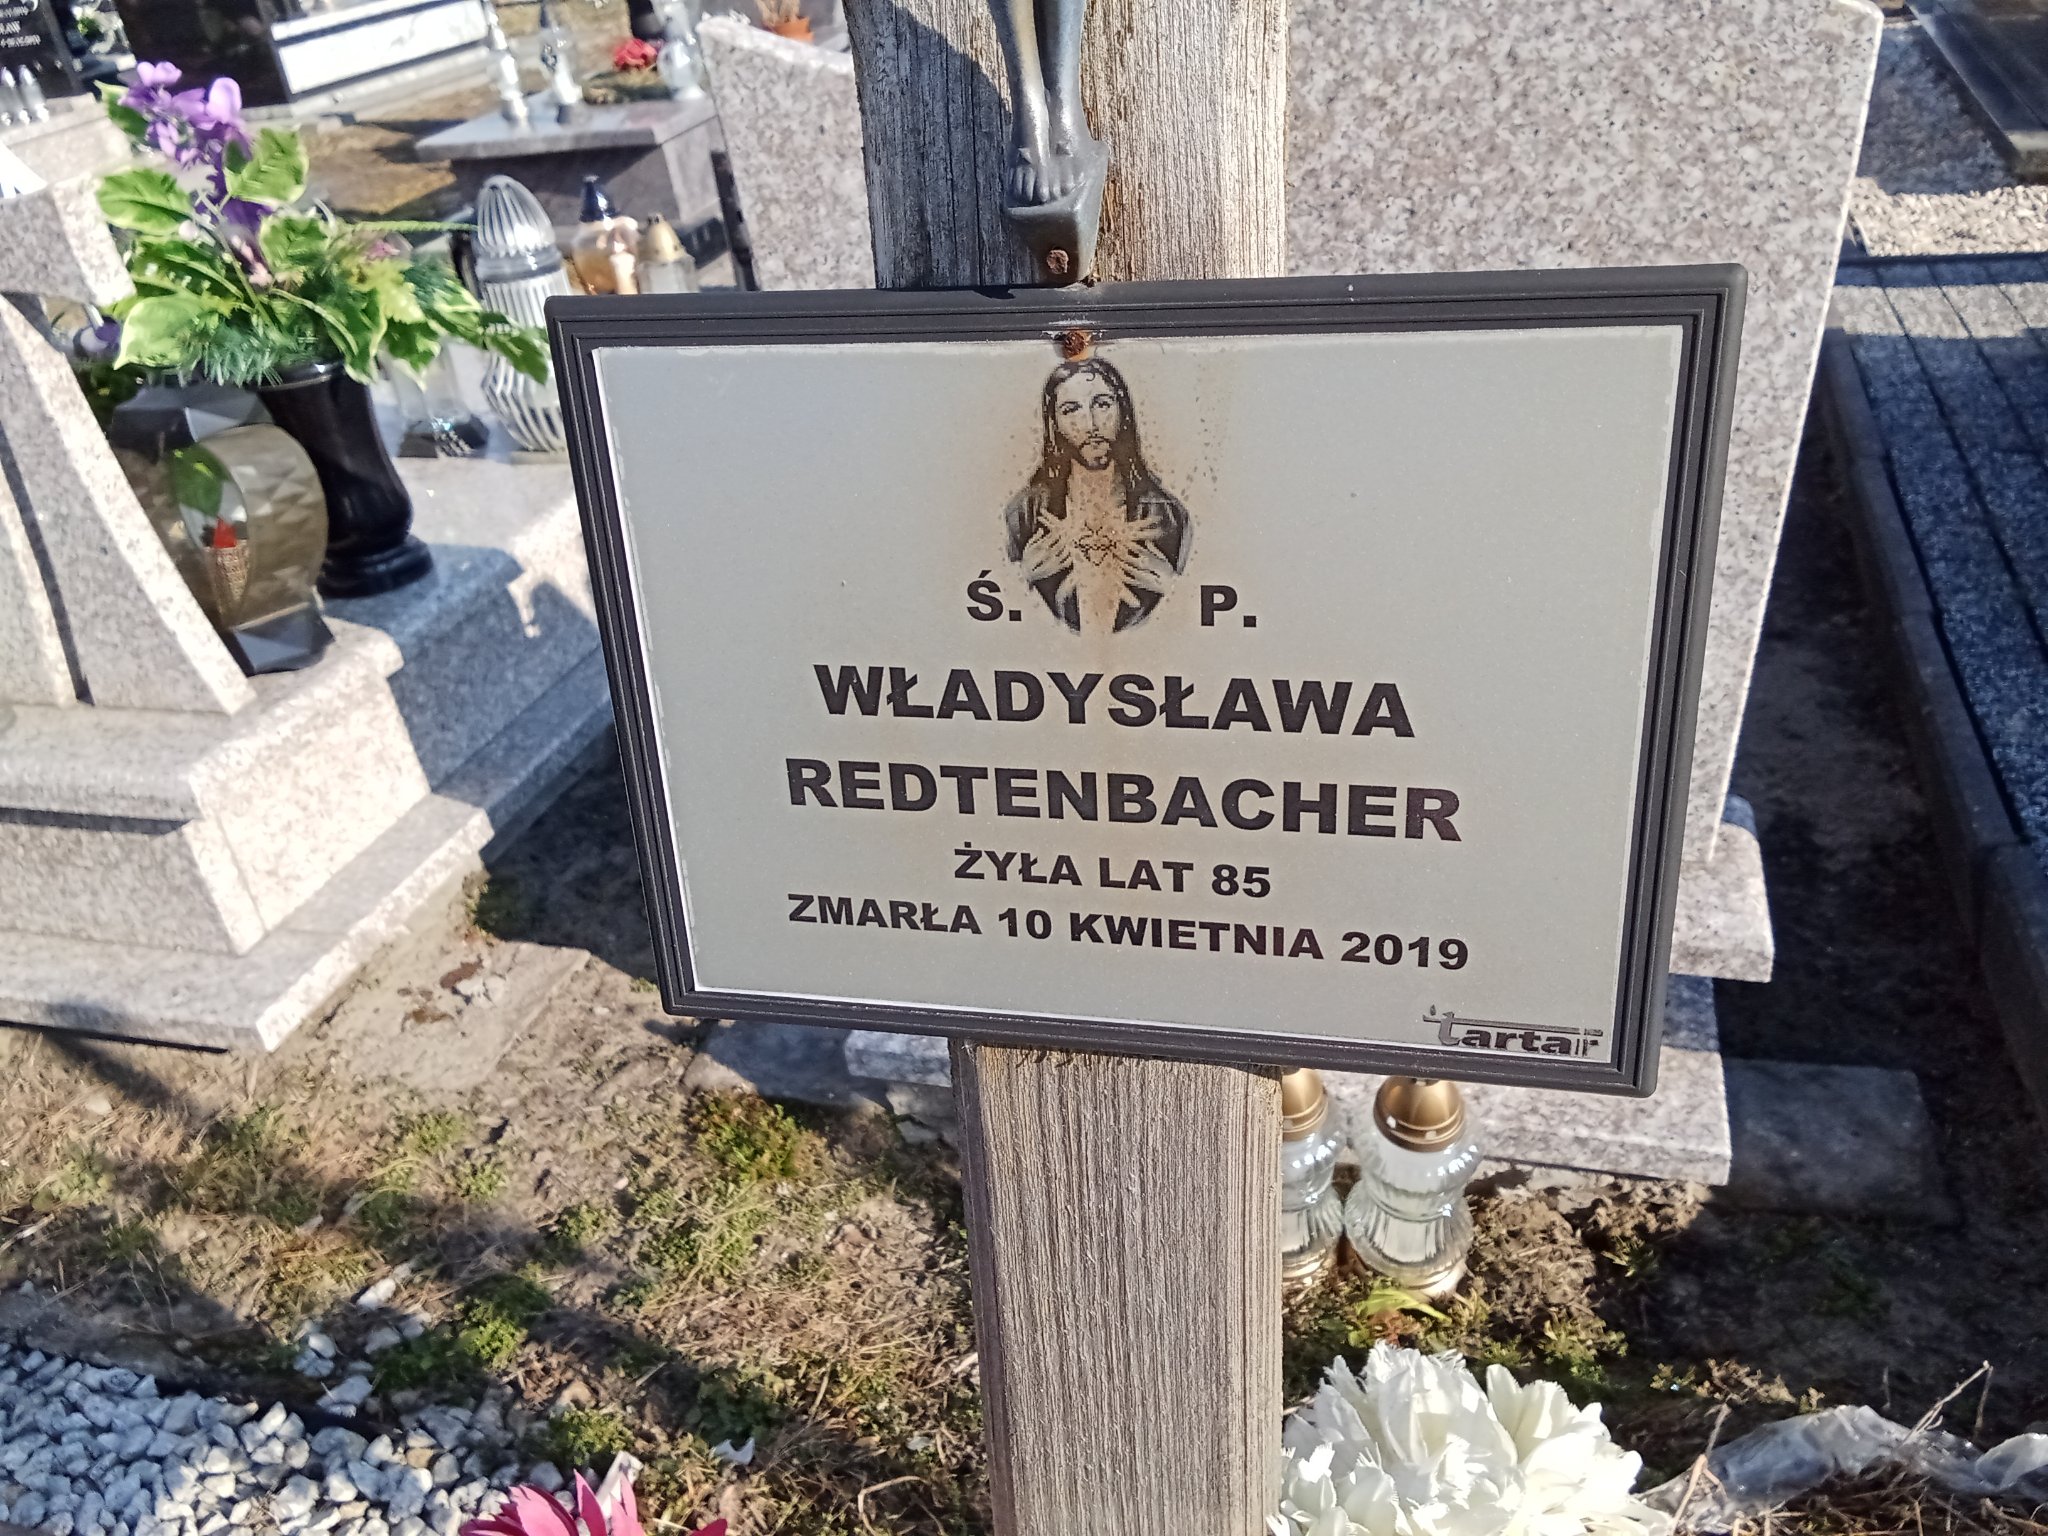 Ś. P.
WŁADYSŁAWA
REDTENBACHER
ŻYŁA LAT 85
ZMARŁA 10 KWIETNIA 2019
tartar